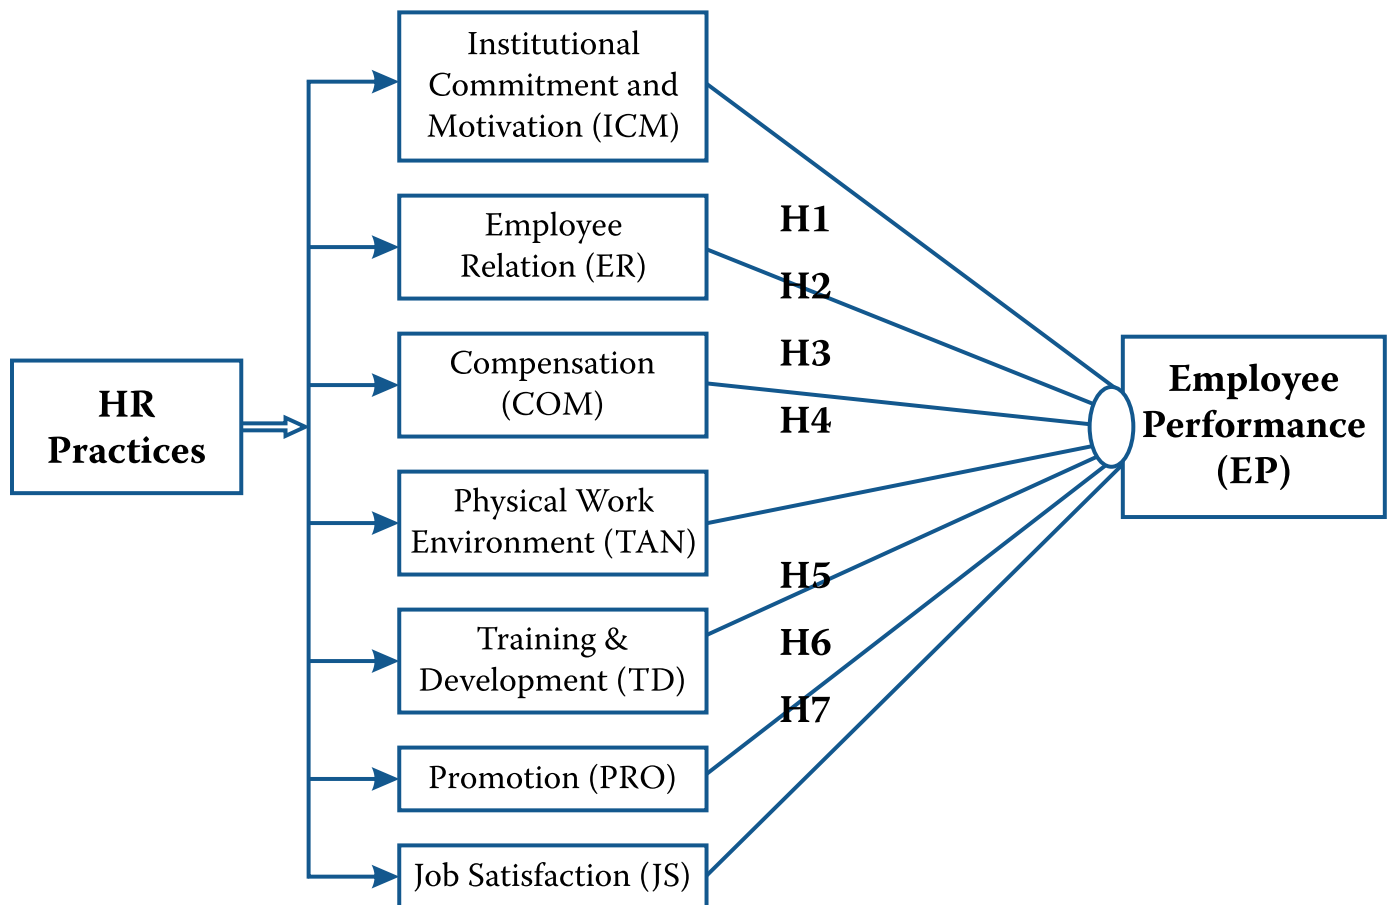 Institutional
Commitment and
Motivation (ICM)
H1
Employee
Relation (ER)
H2
Compensation
(COM)
H3
H4
HR
Practices
Employee
Performance
(EP)
Physical Work
Environment (TAN)
H5
Training &
Development (TD)
H6
H7
Promotion (PRO)
Job Satisfaction (JS)